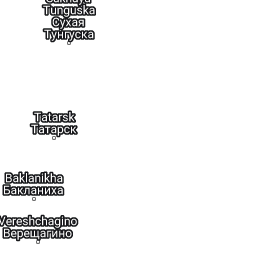 Tunguska
Сухая
Тунгуска
Tatarsk
Татарск
Baklanikha
Бакланиха
Vereshchagino
Верещагино